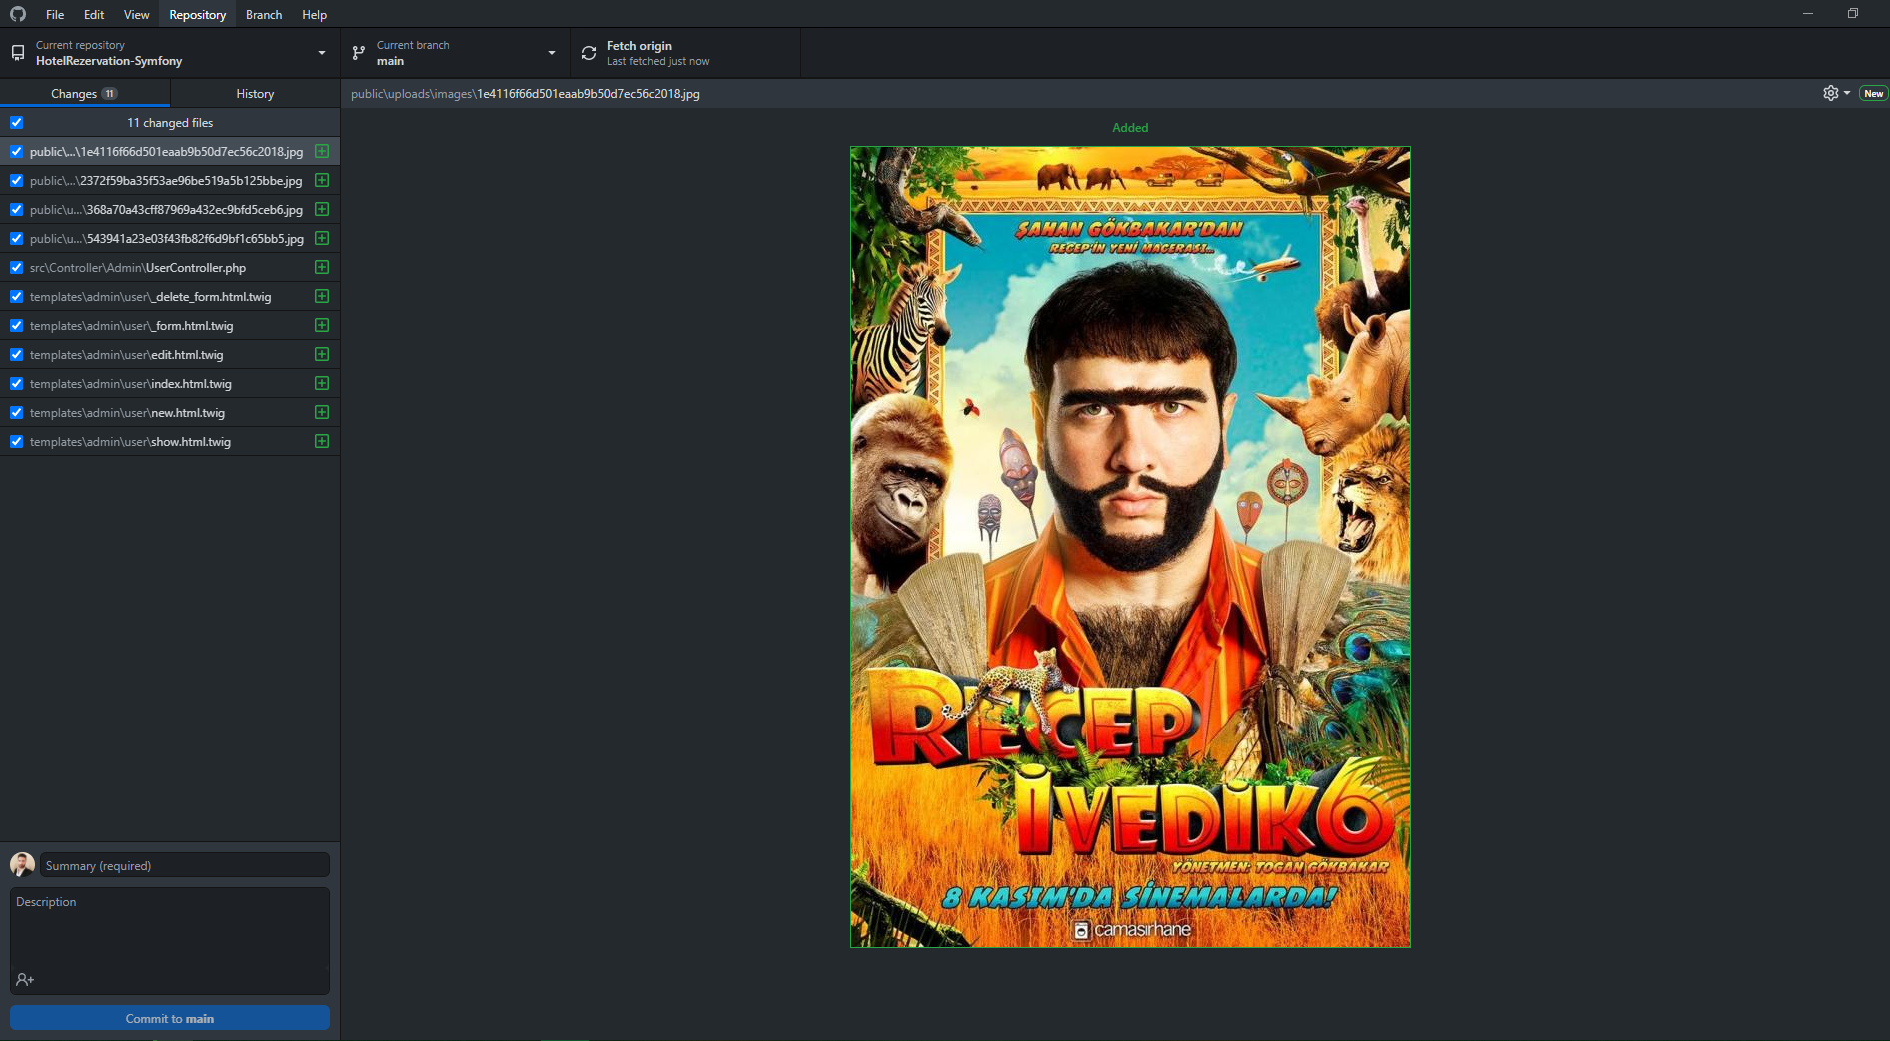 File Edit View Repository Branch Help
Current repository
HotelRezervation-Symfony
Current branch
main
Fetch origin
Last fetched just now
Changes 11
History
public\uploads\images\1e4116f66d501eaab9b50d7ec56c2018.jpg
New
11 changed files
public\...\1e4116f66d501eaab9b50d7ec56c2018.jpg
public\...\2372f59ba35f53ae96be519a5b125bbe.jpg
public\u...\368a70a43cff87969a432ec9bfd5ceb6.jpg
public\u...\543941a23e03f43fb82f6d9bf1c65bb5.jpg
src\Controller\Admin\UserController.php
templates\admin\user\_delete_form.html.twig
templates\admin\user\_form.html.twig
templates\admin\user\edit.html.twig
templates\admin\user\index.html.twig
templates\admin\user\new.html.twig
templates\admin\user\show.html.twig
Summary (required)
Description
Commit to main
Added
ŞAHAN GÖKBAKAR'DAN
RECEP'İN YENİ MACERASI...
RECEP
İVEDİK 6
YÖNETMEN: TOGAN GÖKBAKAR
8 KASIM'DA SİNEMALARDA!
camasırhane